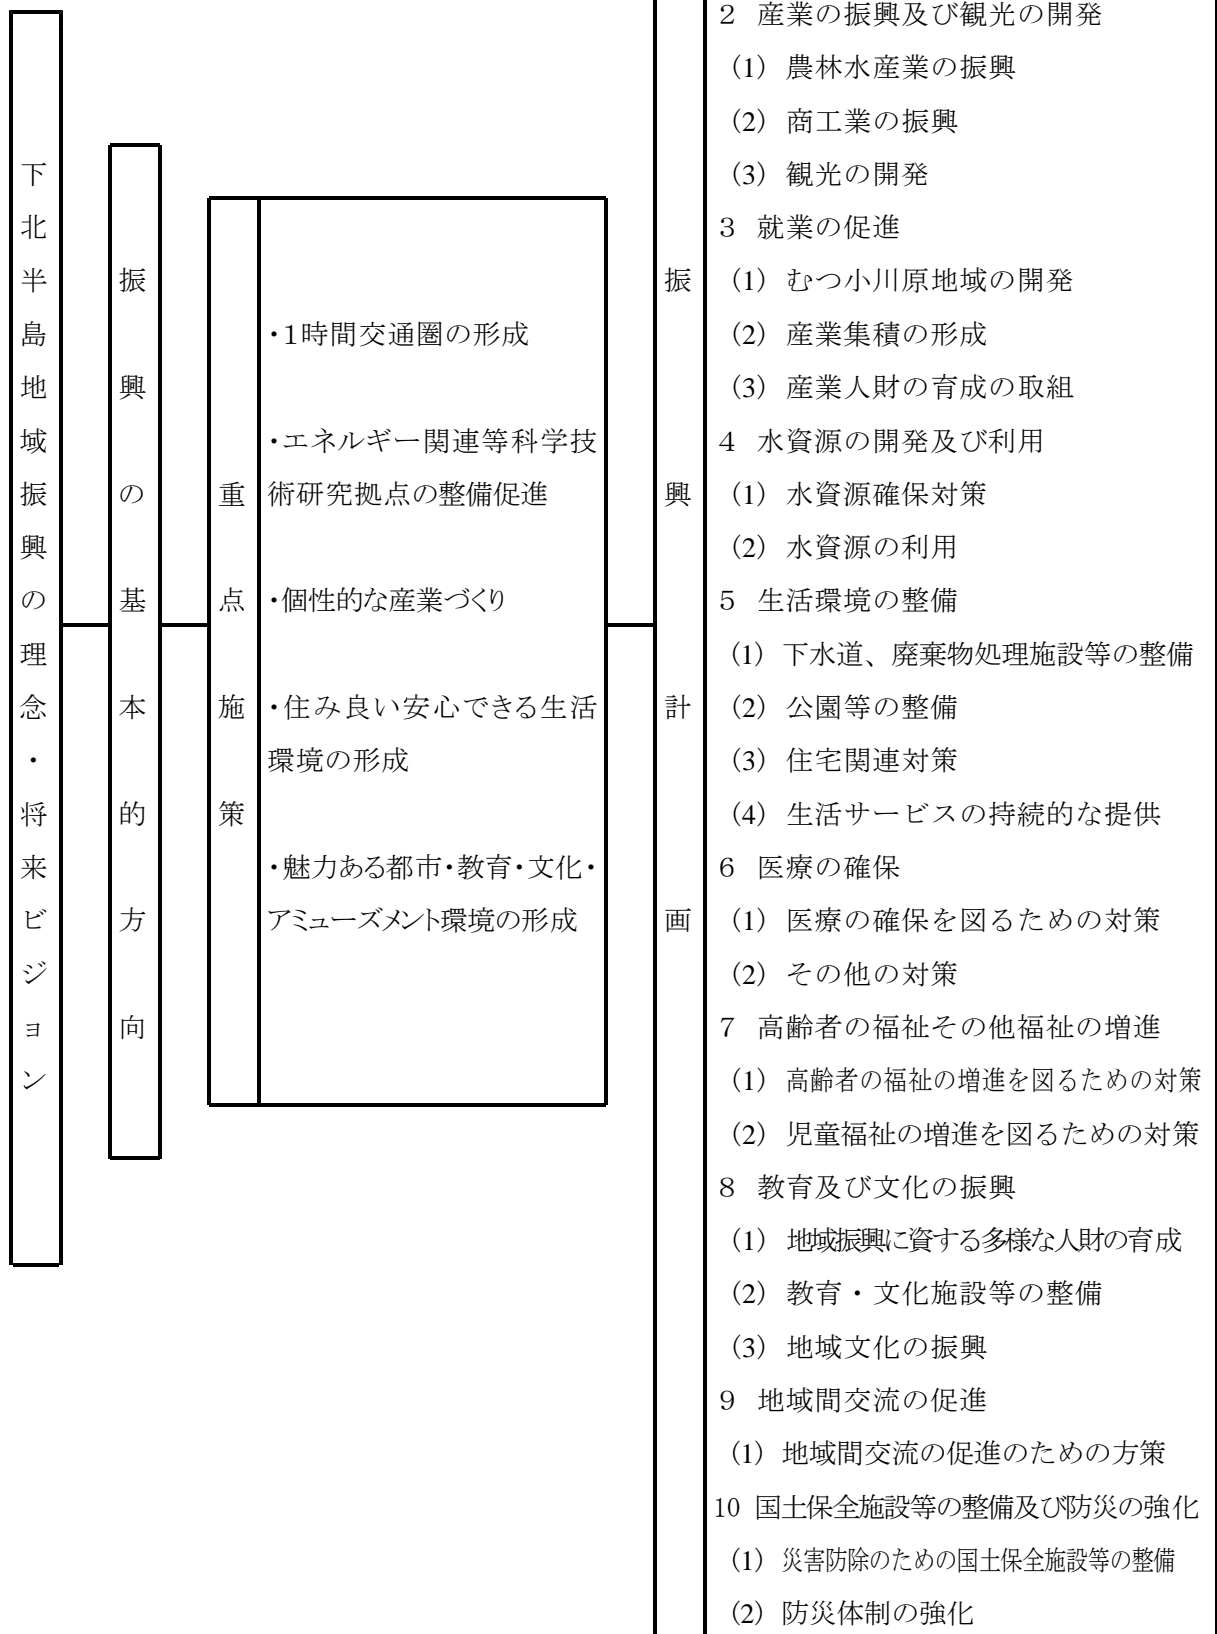 下北半島地域振興の理念・将来ビジョン
振興の基本的方向
重点施策
・1時間交通圏の形成
・エネルギー関連等科学技
術研究拠点の整備促進
・個性的な産業づくり
・住み良い安心できる生活
環境の形成
・魅力ある都市・教育・文化・
アミューズメント環境の形成
振興計画
2 産業の振興及び観光の開発
(1) 農林水産業の振興
(2) 商工業の振興
(3) 観光の開発
3 就業の促進
(1) むつ小川原地域の開発
(2) 産業集積の形成
(3) 産業人財の育成の取組
4 水資源の開発及び利用
(1) 水資源確保対策
(2) 水資源の利用
5 生活環境の整備
(1) 下水道、廃棄物処理施設等の整備
(2) 公園等の整備
(3) 住宅関連対策
(4) 生活サービスの持続的な提供
6 医療の確保
(1) 医療の確保を図るための対策
(2) その他の対策
7 高齢者の福祉その他福祉の増進
(1) 高齢者の福祉の増進を図るための対策
(2) 児童福祉の増進を図るための対策
8 教育及び文化の振興
(1) 地域振興に資する多様な人財の育成
(2) 教育・文化施設等の整備
(3) 地域文化の振興
9 地域間交流の促進
(1) 地域間交流の促進のための方策
10 国土保全施設等の整備及び防災の強化
(1) 災害防除のための国土保全施設等の整備
(2) 防災体制の強化